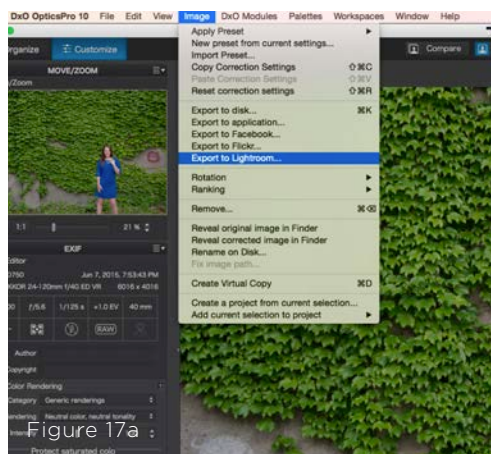 DxO OpticsPro 10 File Edit View Image DxO Modules Palettes Workspaces Window Help
Organize Customize Compare
MOVE/ZOOM
/Zoom
1:1 21 %
EXIF
Editor
D750 Jun 7, 2015, 7:53:43 PM
24-120mm f/4G ED VR 6016 x 4016
ƒ/5.6 1/125 s +1.0 EV 40 mm
RAW
Author
Copyright
Color Rendering
Category Generic renderings
Rendering Neutral color, neutral tonality
Intensity
Protect saturated
Apply Preset
New preset from current settings...
Import Preset...
Copy Correction Settings ⇧⌘C
Paste Correction Settings ⇧⌘V
Reset correction settings ⇧⌘R
Export to disk... ⌘K
Export to application...
Export to Facebook...
Export to Flickr...
Export to Lightroom...
Rotation
Ranking
Remove... ⌘⌫
Reveal original image in Finder
Reveal corrected image in Finder
Rename on Disk...
Fix image path...
Create Virtual Copy ⌘D
Create a project from current selection...
Add current selection to project
Figure 17a